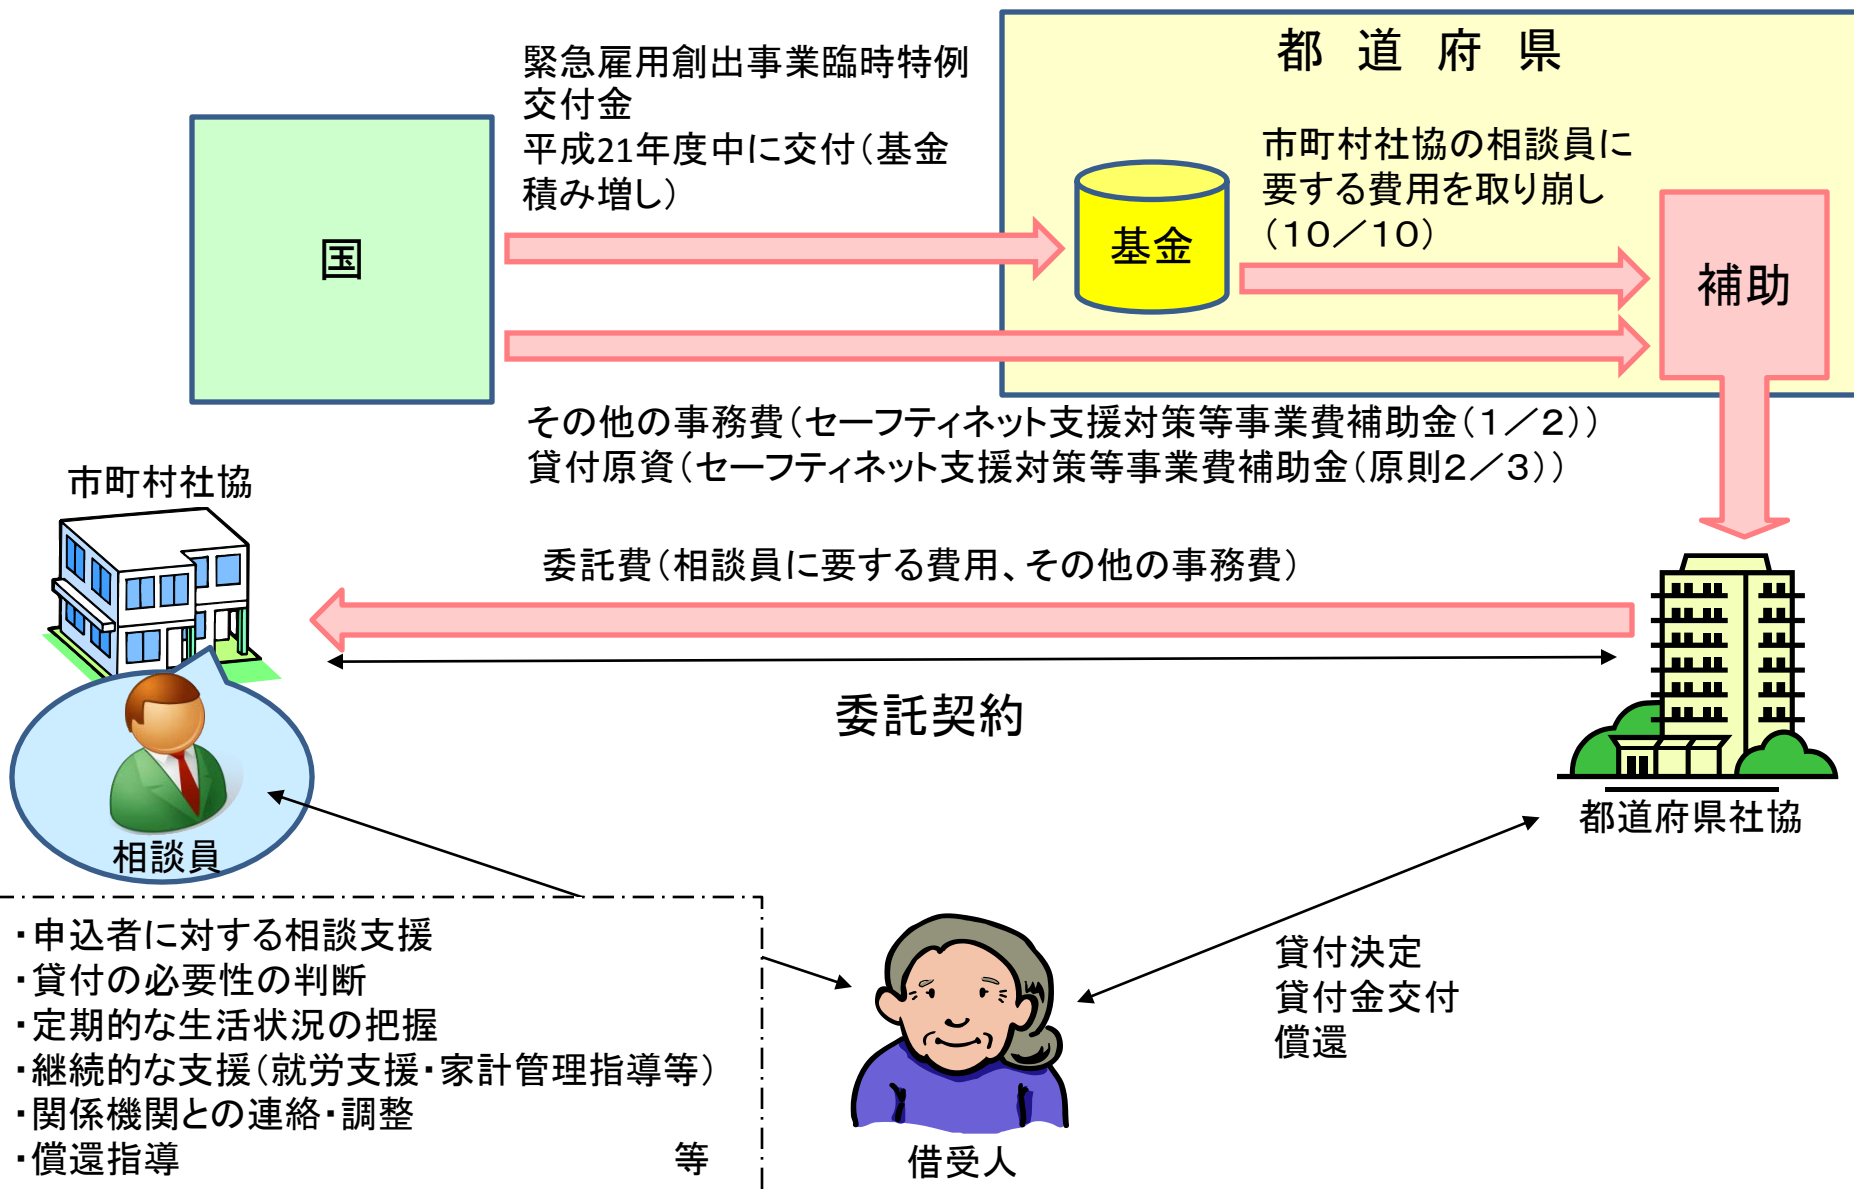 緊急雇用創出事業臨時特例
交付金
平成21年度中に交付（基金
積み増し）
都　道　府　県
国
基金
市町村社協の相談員に
要する費用を取り崩し
（１０／１０）
補助
その他の事務費（セーフティネット支援対策等事業費補助金（１／２））
貸付原資（セーフティネット支援対策等事業費補助金（原則２／３））
市町村社協
委託費（相談員に要する費用、その他の事務費）
委託契約
相談員
都道府県社協
・申込者に対する相談支援
・貸付の必要性の判断
・定期的な生活状況の把握
・継続的な支援（就労支援・家計管理指導等）
・関係機関との連絡・調整
・償還指導　等
借受人
貸付決定
貸付金交付
償還